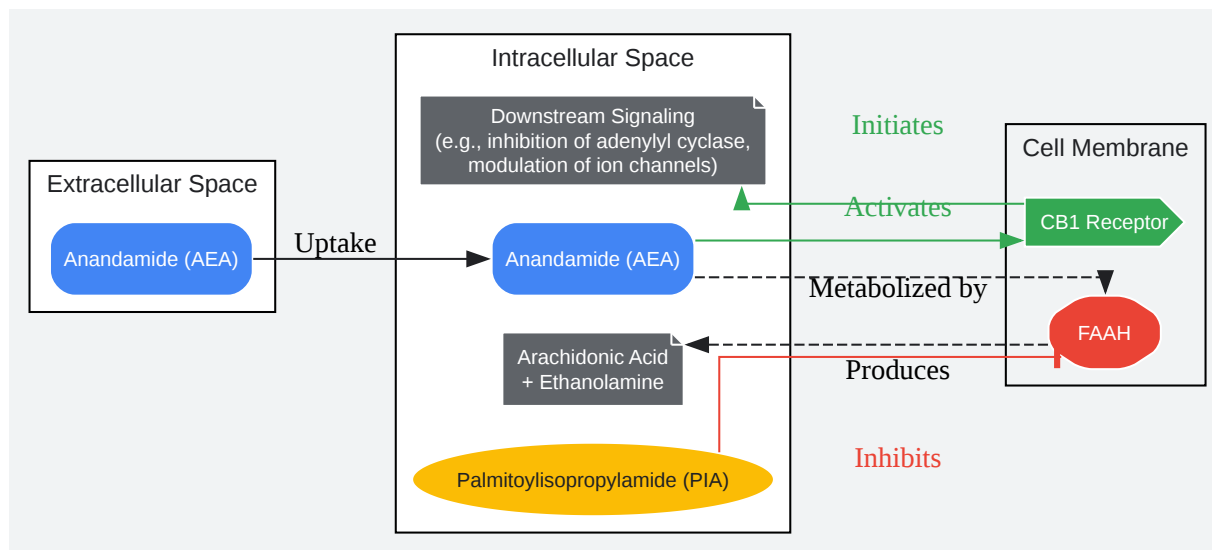 Intracellular Space
Downstream Signaling
(e.g., inhibition of adenylyl cyclase,
modulation of ion channels)
Initiates
Cell Membrane
Extracellular Space
Activates
CB1 Receptor
Uptake
Anandamide (AEA)
Anandamide (AEA)
Metabolized by
FAAH
Arachidonic Acid
+ Ethanolamine
Produces
Inhibits
Palmitoylisopropylamide (PIA)